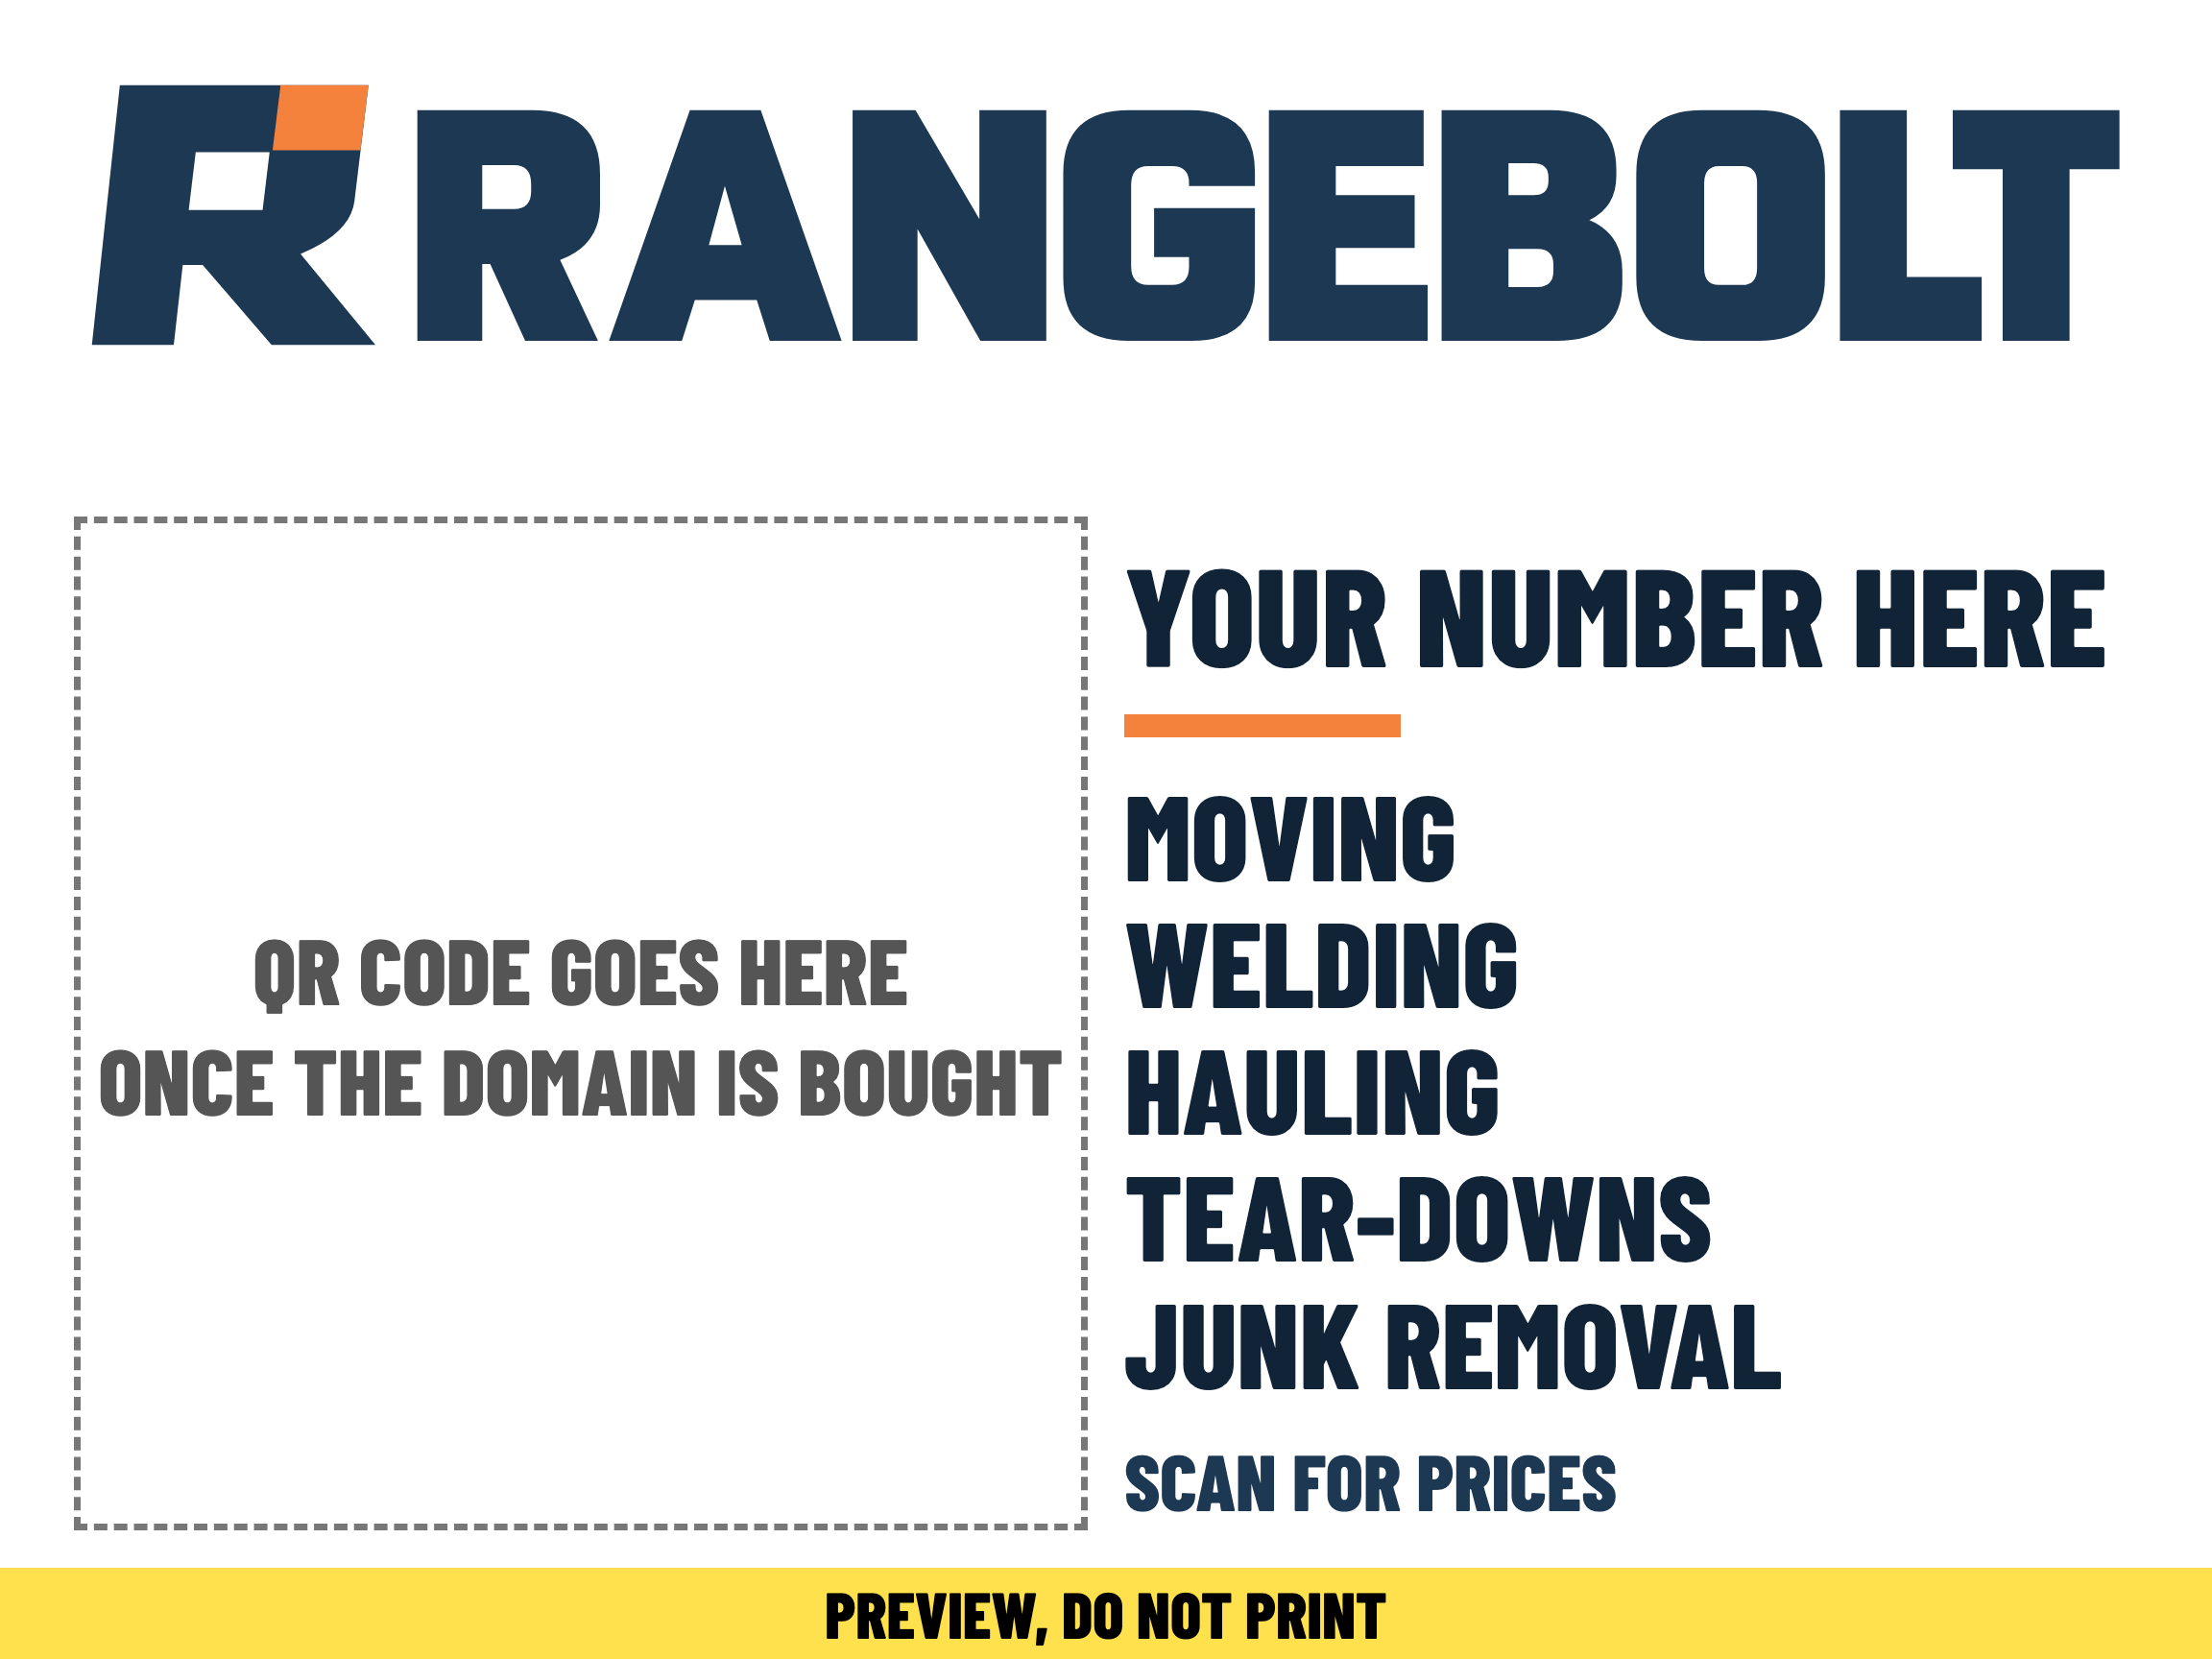 R RANGEBOLT
YOUR NUMBER HERE
MOVING
WELDING
HAULING
TEAR-DOWNS
JUNK REMOVAL
SCAN FOR PRICES
QR CODE GOES HERE
ONCE THE DOMAIN IS BOUGHT
PREVIEW, DO NOT PRINT